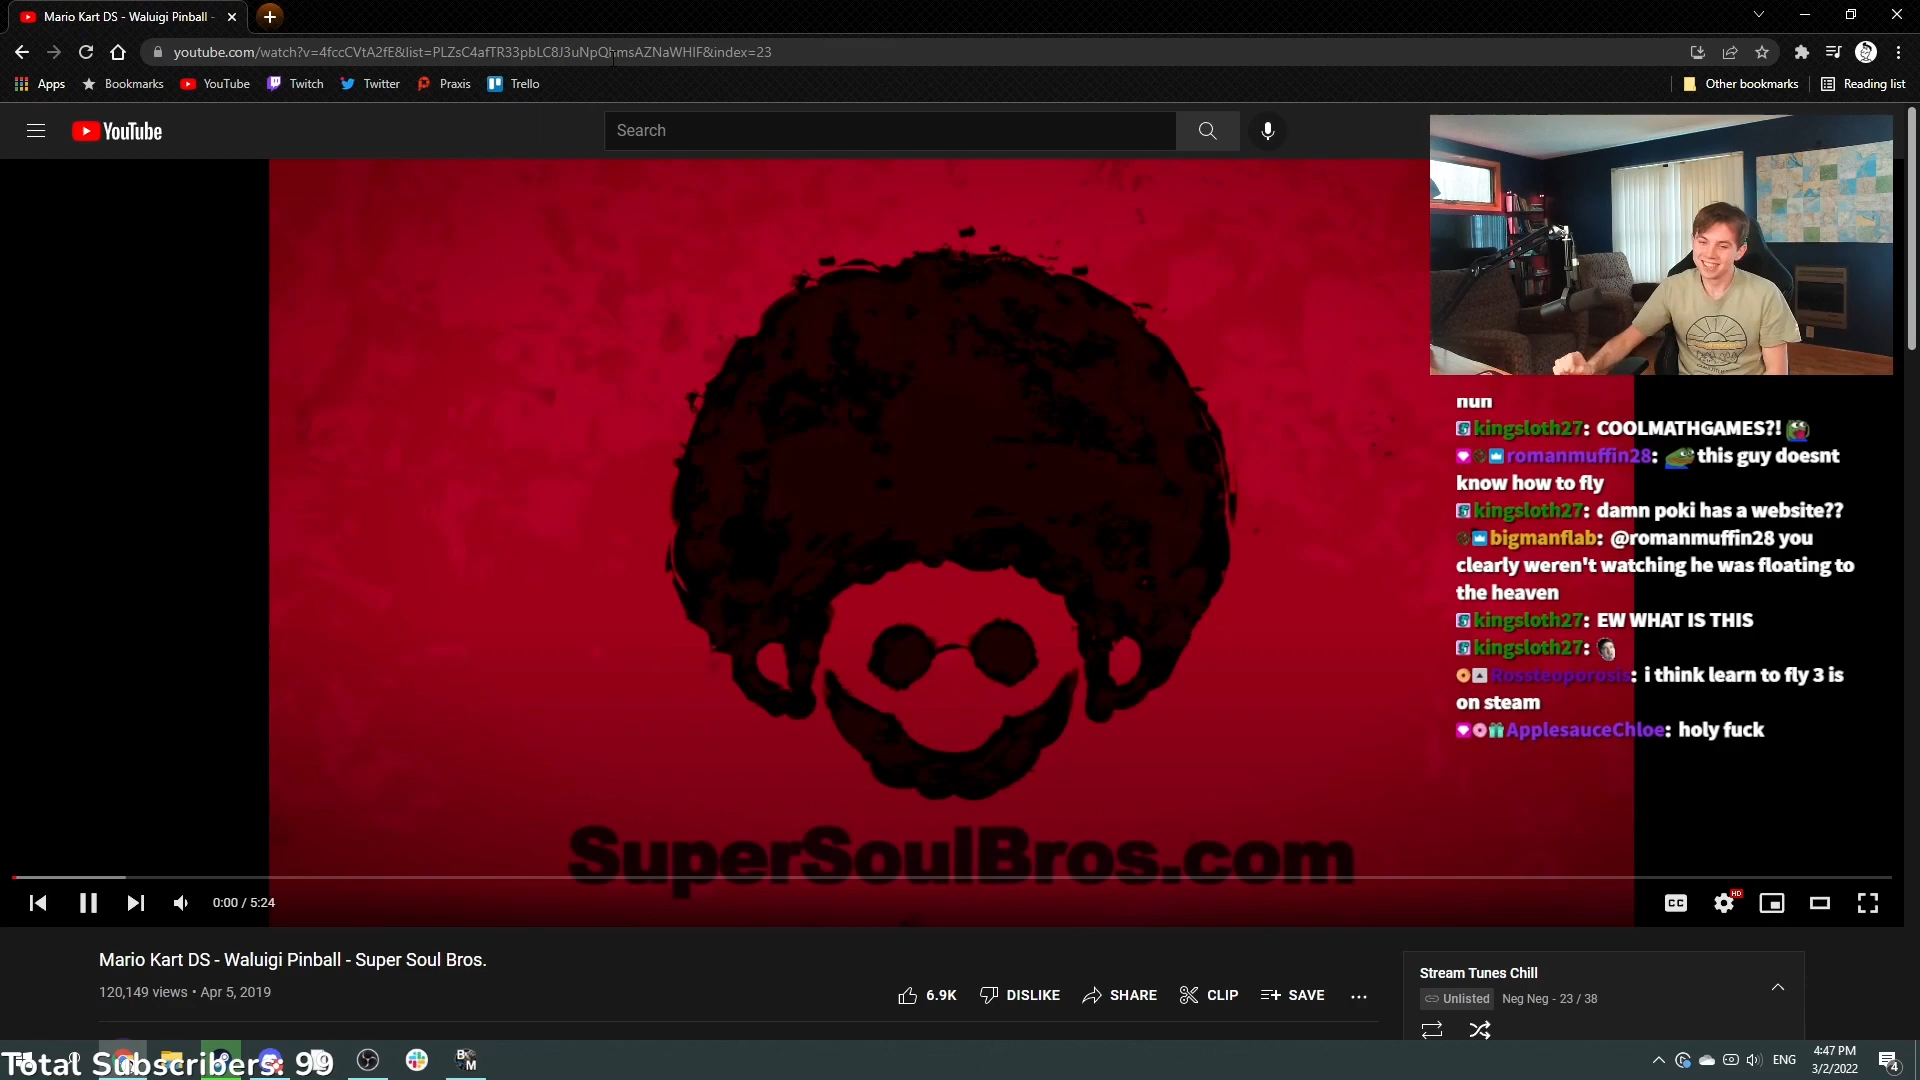 Mario Kart DS - Waluigi Pinball -
youtube.com/watch?v=4fccCVtA2fE&list=PLZsC4afTR33pbLC8J3uNpQhmsAZNaWHlF&index=23
Apps Bookmarks YouTube Twitch Twitter Praxis Trello Other bookmarks Reading list
YouTube
Search
nun
kingsloth27: COOLMATHGAMES?!
romanmuffin28: this guy doesnt
know how to fly
kingsloth27: damn poki has a website??
bigmanflab: @romanmuffin28 you
clearly weren't watching he was floating to
the heaven
kingsloth27: EW WHAT IS THIS
kingsloth27:
Rossteoporosis: i think learn to fly 3 is
on steam
ApplesauceChloe: holy fuck
SuperSoulBros.com
0:00 / 5:24
CC
HD
Mario Kart DS - Waluigi Pinball - Super Soul Bros.
120,149 views • Apr 5, 2019
6.9K DISLIKE SHARE CLIP SAVE
Stream Tunes Chill
Unlisted Neg Neg - 23 / 38
Total Subscribers: 99
B M
ENG
4:47 PM
3/2/2022
4